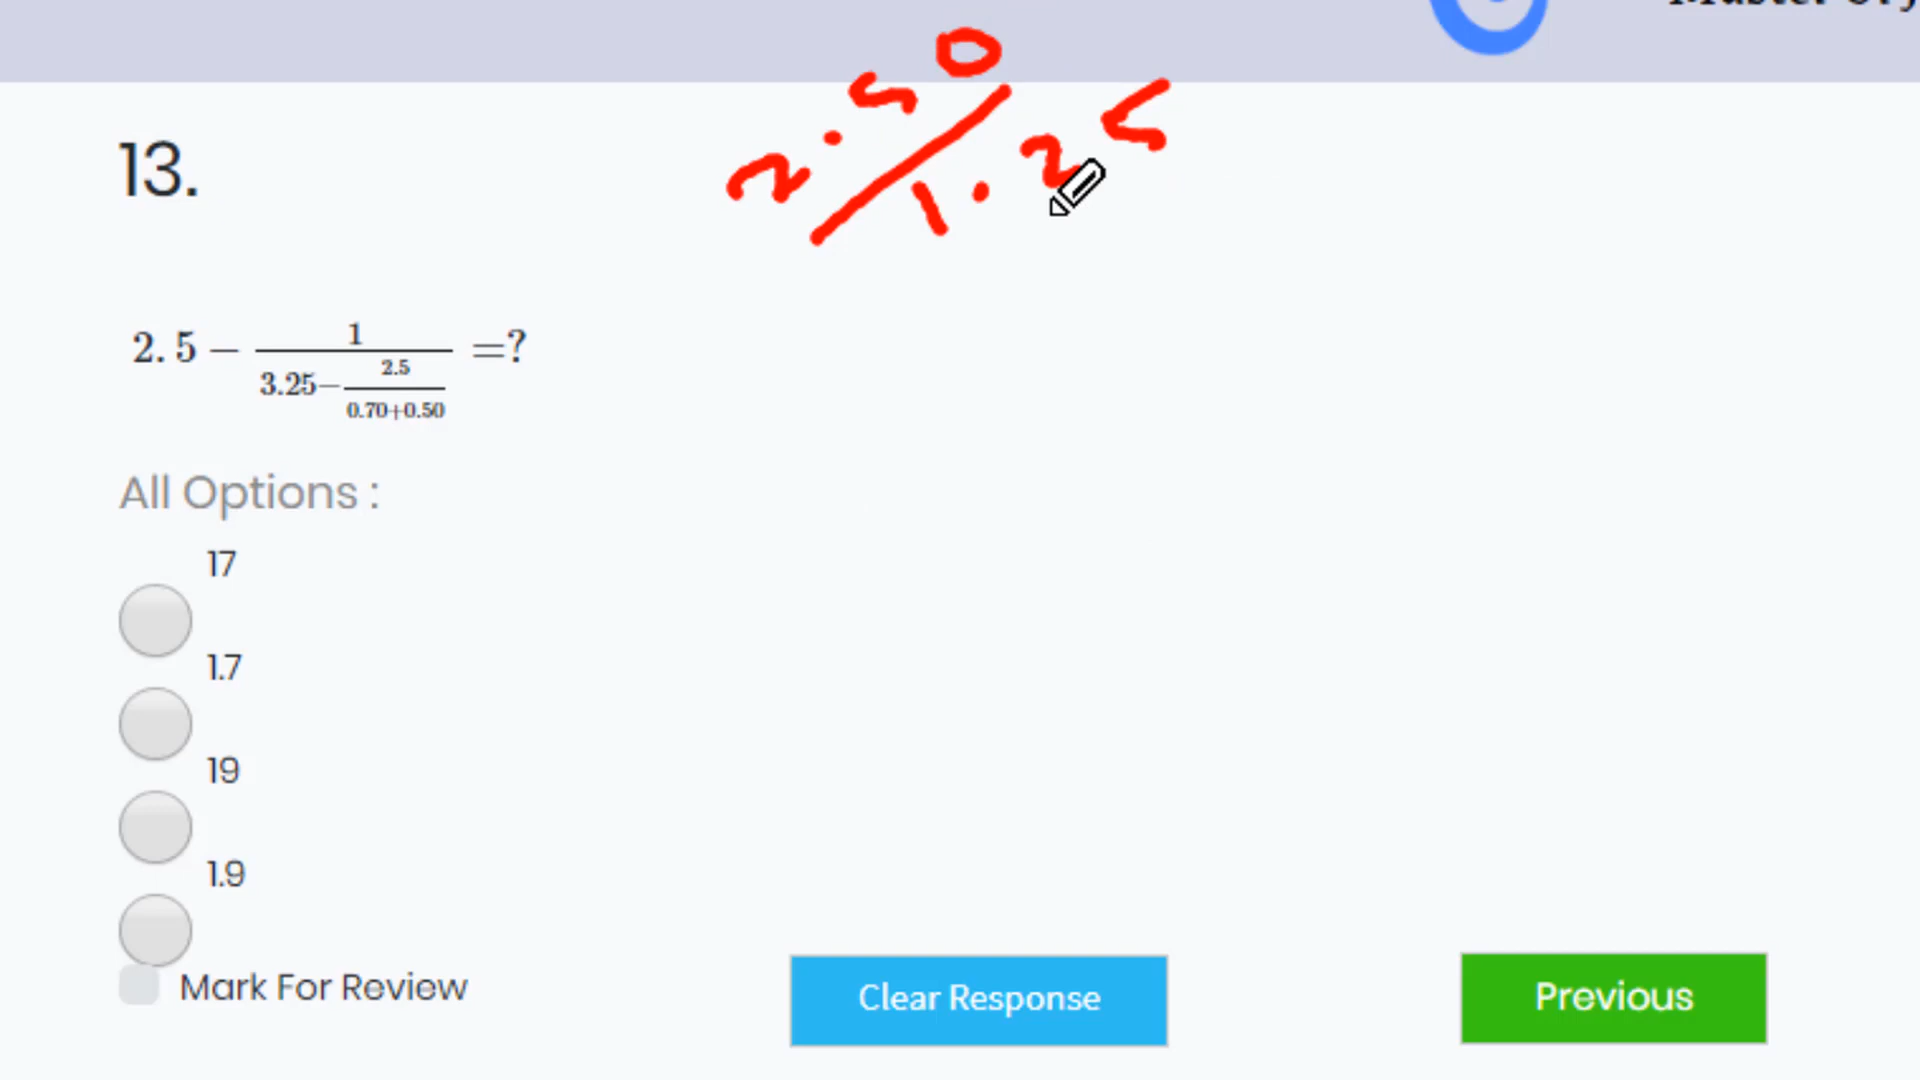 13.
2.50/1.25
2.5 − 1/(3.25−2.5/(0.70+0.50)) =?
All Options :
17
1.7
19
1.9
Mark For Review
Clear Response
Previous